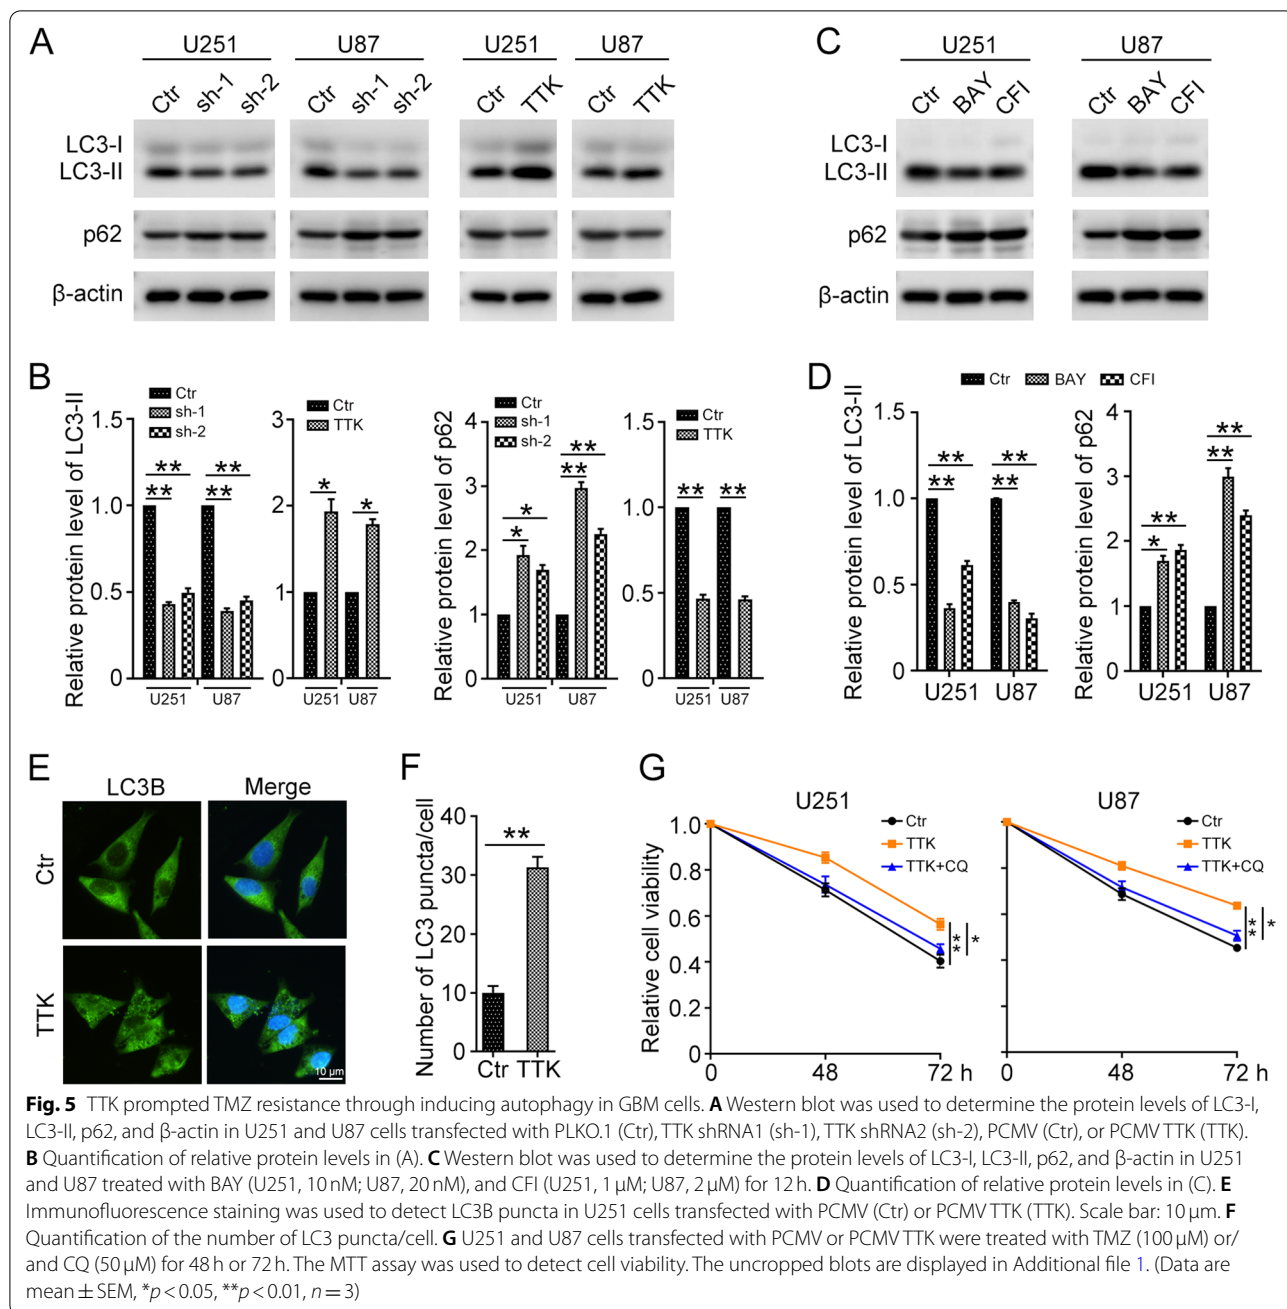 A
U251
U87
U251
U87
Ctr
sh-1
sh-2
Ctr
sh-1
sh-2
Ctr
TTK
Ctr
TTK
LC3-I
LC3-II
p62
β-actin
C
U251
U87
Ctr
BAY
CFI
Ctr
BAY
CFI
LC3-I
LC3-II
p62
β-actin
B
Relative protein level of LC3-II
Ctr
sh-1
sh-2
1.5
1.0
0.5
0
**
**
**
**
U251
U87
Ctr
TTK
3
2
1
0
*
*
U251
U87
Relative protein level of p62
Ctr
sh-1
sh-2
4
3
2
1
0
*
*
**
**
U251
U87
Ctr
TTK
1.5
1.0
0.5
0
**
**
U251
U87
D
Ctr
BAY
CFI
Relative protein level of LC3-II
1.5
1.0
0.5
0
**
**
**
**
U251
U87
Relative protein level of p62
4
3
2
1
0
**
*
**
**
U251
U87
E
LC3B
Merge
Ctr
TTK
10 μm
F
Number of LC3 puncta/cell
40
30
20
10
0
**
Ctr
TTK
G
U251
Relative cell viability
1.0
0.8
0.6
0.4
0.2
0
Ctr
TTK
TTK+CQ
**
*
0
48
72 h
U87
Ctr
TTK
TTK+CQ
**
*
0
48
72 h
Fig. 5 TTK prompted TMZ resistance through inducing autophagy in GBM cells. A Western blot was used to determine the protein levels of LC3-I,
LC3-II, p62, and β-actin in U251 and U87 cells transfected with PLKO.1 (Ctr), TTK shRNA1 (sh-1), TTK shRNA2 (sh-2), PCMV (Ctr), or PCMV TTK (TTK).
B Quantification of relative protein levels in (A). C Western blot was used to determine the protein levels of LC3-I, LC3-II, p62, and β-actin in U251
and U87 treated with BAY (U251, 10 nM; U87, 20 nM), and CFI (U251, 1 μM; U87, 2 μM) for 12 h. D Quantification of relative protein levels in (C). E
Immunofluorescence staining was used to detect LC3B puncta in U251 cells transfected with PCMV (Ctr) or PCMV TTK (TTK). Scale bar: 10 μm. F
Quantification of the number of LC3 puncta/cell. G U251 and U87 cells transfected with PCMV or PCMV TTK were treated with TMZ (100 μM) or/
and CQ (50 μM) for 48 h or 72 h. The MTT assay was used to detect cell viability. The uncropped blots are displayed in Additional file 1. (Data are
mean ± SEM, *p < 0.05, **p < 0.01, n = 3)